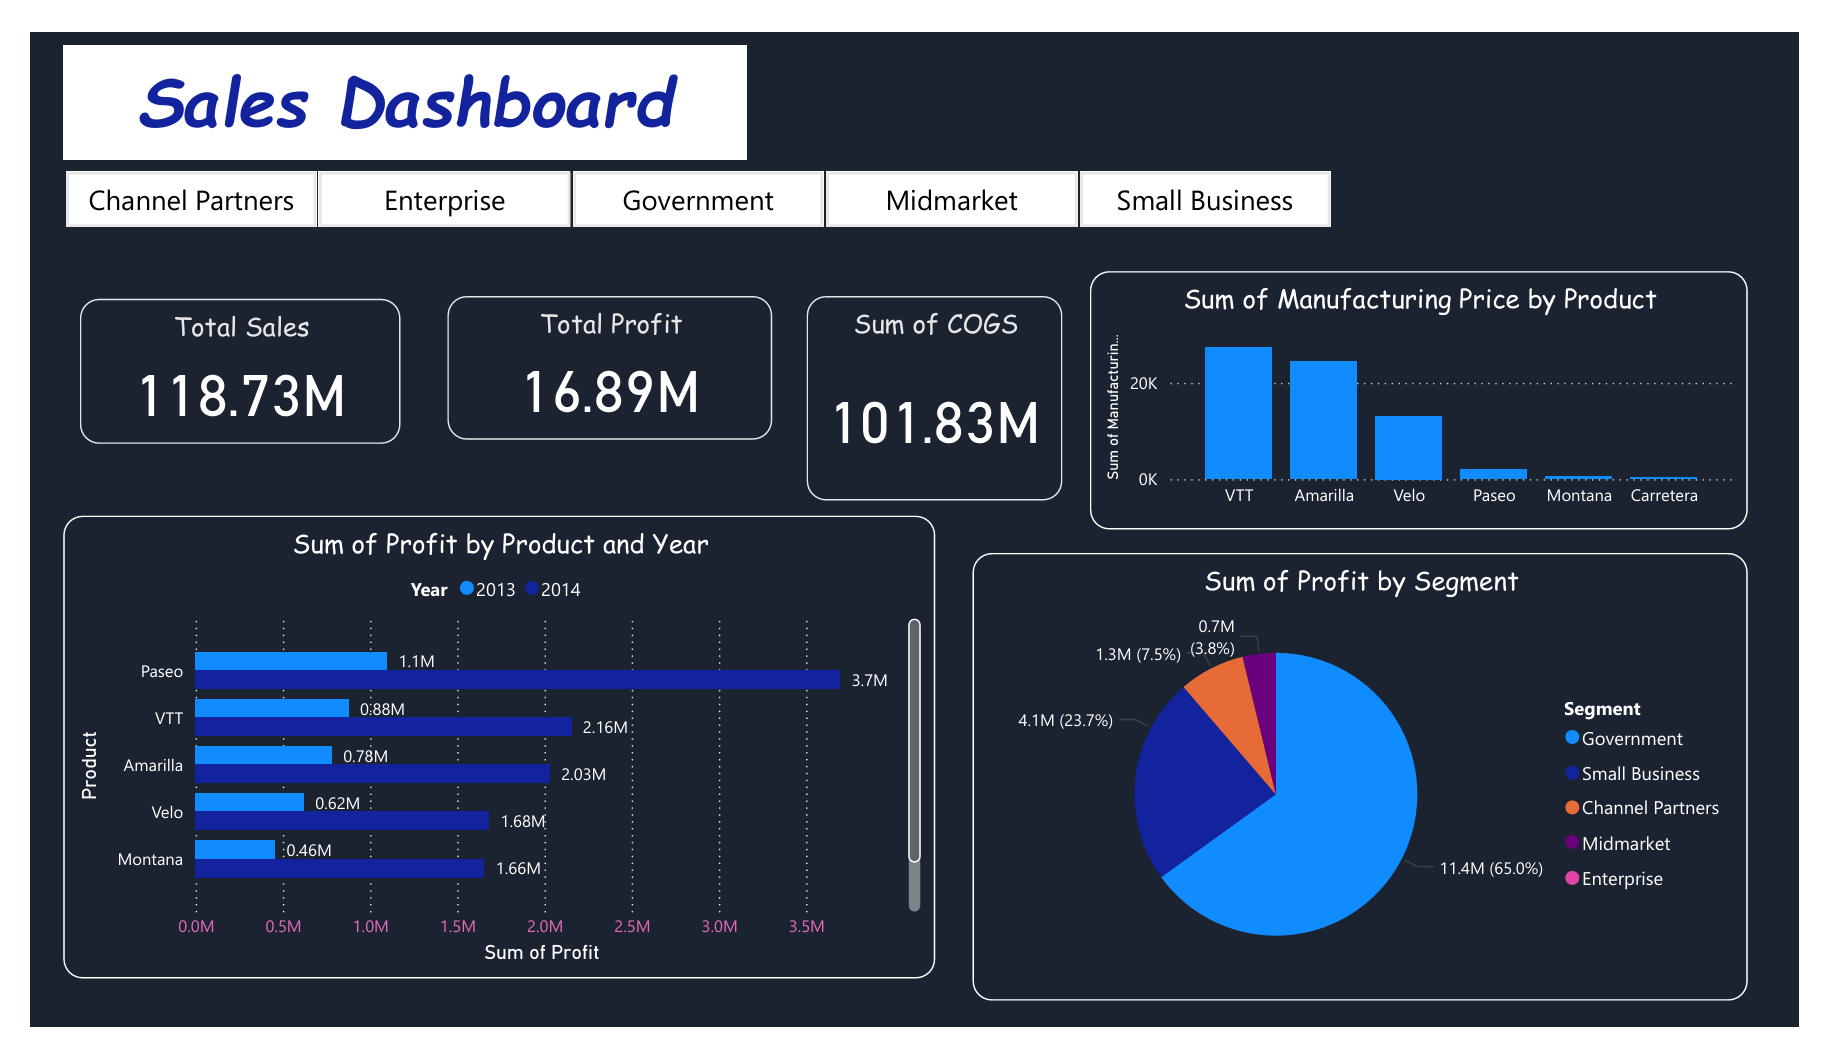 Sales Dashboard
Channel Partners
Enterprise
Government
Midmarket
Small Business
Total Sales
118.73M
Total Profit
16.89M
Sum of COGS
101.83M
Sum of Manufacturing Price by Product
Sum of Manufacturin...
20K
0K
VTT
Amarilla
Velo
Paseo
Montana
Carretera
Sum of Profit by Product and Year
Year 2013 2014
Product
Paseo
1.1M
3.7M
VTT
0.88M
2.16M
Amarilla
0.78M
2.03M
Velo
0.62M
1.68M
Montana
0.46M
1.66M
0.0M 0.5M 1.0M 1.5M 2.0M 2.5M 3.0M 3.5M
Sum of Profit
Sum of Profit by Segment
0.7M
(3.8%)
1.3M (7.5%)
4.1M (23.7%)
11.4M (65.0%)
Segment
Government
Small Business
Channel Partners
Midmarket
Enterprise